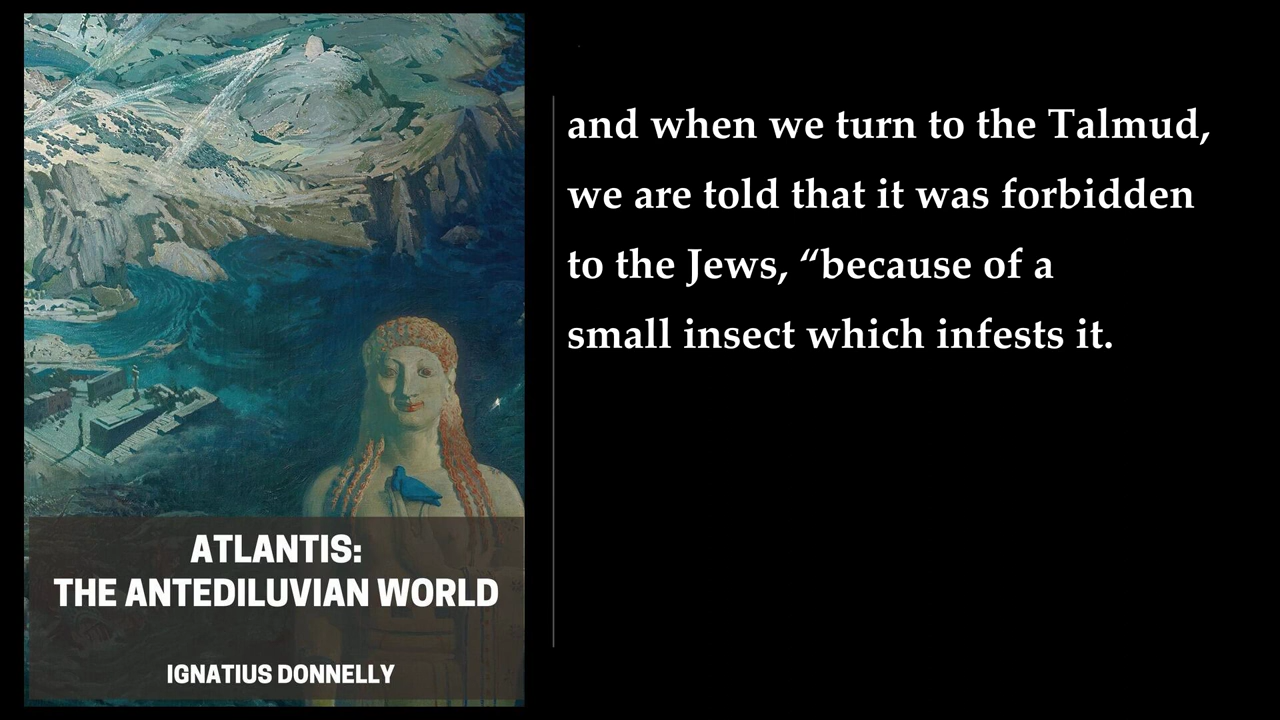 and when we turn to the Talmud,
we are told that it was forbidden
to the Jews, “because of a
small insect which infests it.
ATLANTIS:
THE ANTEDILUVIAN WORLD
IGNATIUS DONNELLY